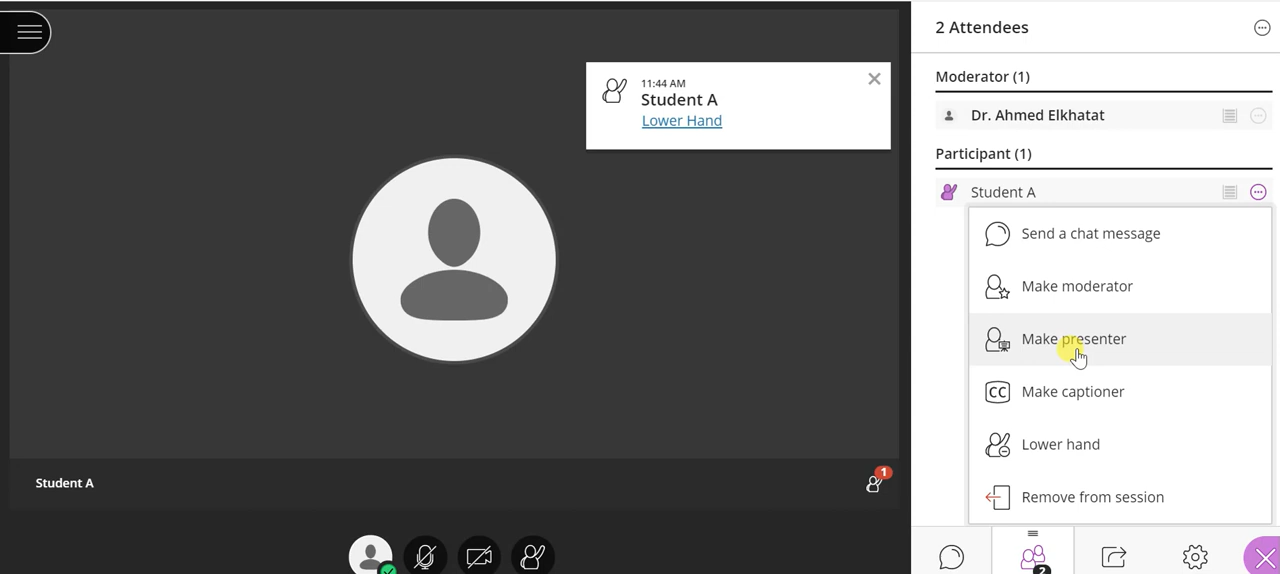 11:44 AM
Student A
Lower Hand
Student A
1
2 Attendees
Moderator (1)
Dr. Ahmed Elkhatat
Participant (1)
Student A
Send a chat message
Make moderator
Make presenter
CC Make captioner
Lower hand
Remove from session
2